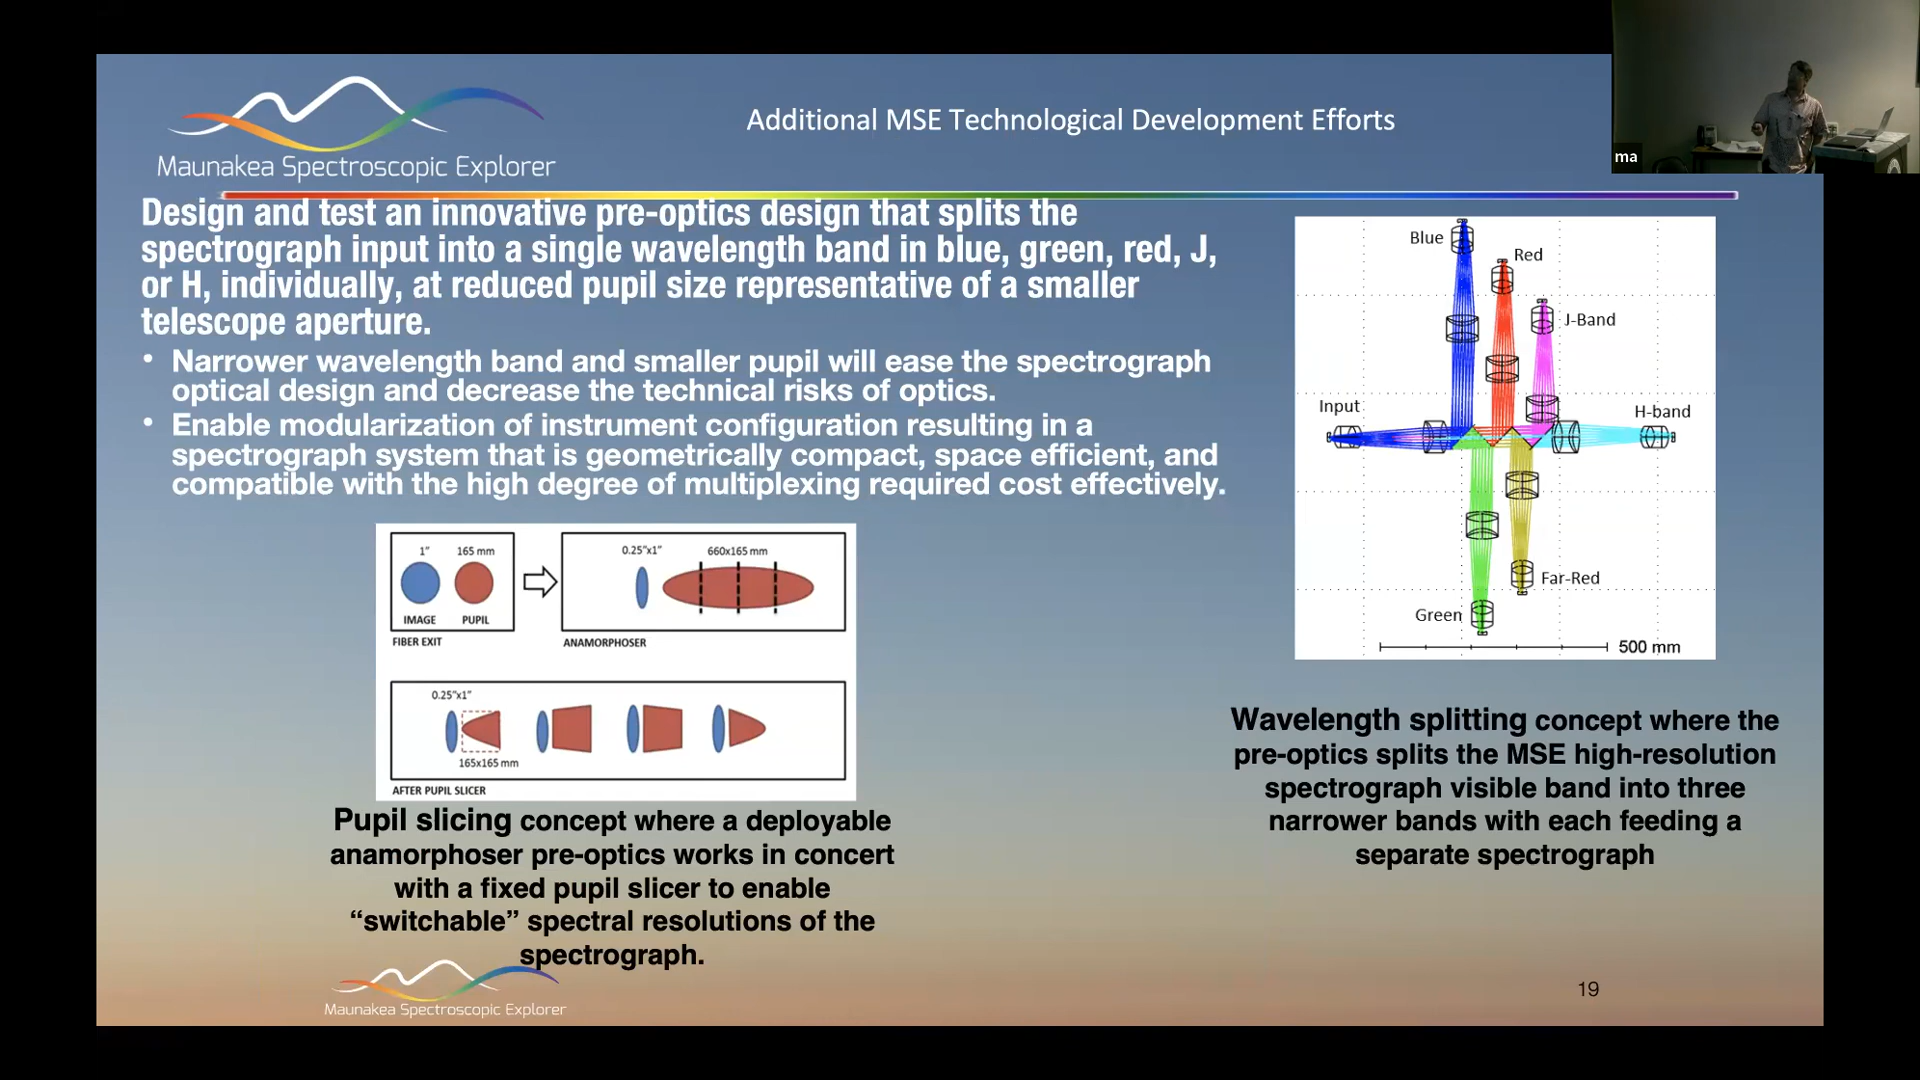 Maunakea Spectroscopic Explorer
Additional MSE Technological Development Efforts
ma
Design and test an innovative pre-optics design that splits the
spectrograph input into a single wavelength band in blue, green, red, J,
or H, individually, at reduced pupil size representative of a smaller
telescope aperture.
• Narrower wavelength band and smaller pupil will ease the spectrograph
optical design and decrease the technical risks of optics.
• Enable modularization of instrument configuration resulting in a
spectrograph system that is geometrically compact, space efficient, and
compatible with the high degree of multiplexing required cost effectively.
1" 165 mm
IMAGE PUPIL
FIBER EXIT
0.25"x1" 660x165 mm
ANAMORPHOSER
0.25"x1"
165x165 mm
AFTER PUPIL SLICER
Pupil slicing concept where a deployable
anamorphoser pre-optics works in concert
with a fixed pupil slicer to enable
“switchable” spectral resolutions of the
spectrograph.
Blue
Red
J-Band
Input
H-band
Far-Red
Green
500 mm
Wavelength splitting concept where the
pre-optics splits the MSE high-resolution
spectrograph visible band into three
narrower bands with each feeding a
separate spectrograph
Maunakea Spectroscopic Explorer
19